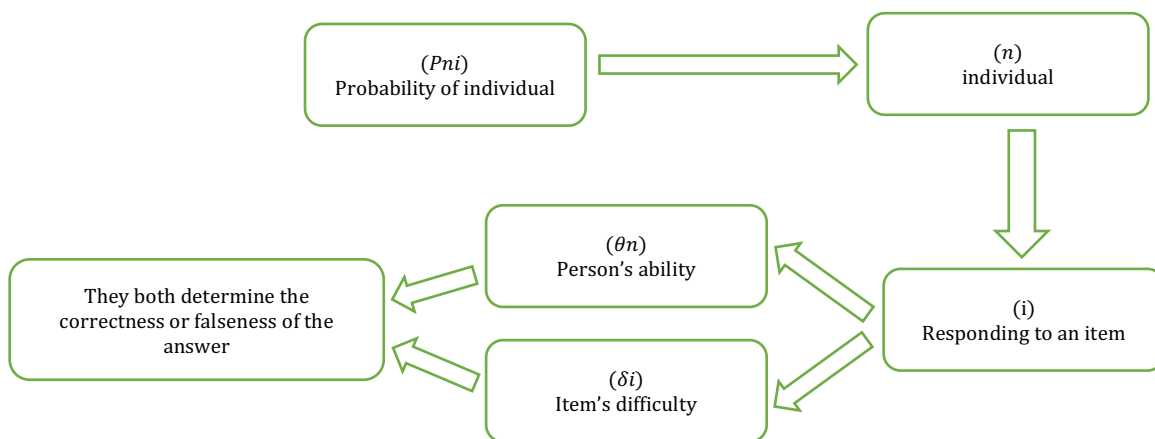 (Pni)
Probability of individual
(n)
individual
(i)
Responding to an item
(θn)
Person’s ability
(δi)
Item’s difficulty
They both determine the
correctness or falseness of the
answer